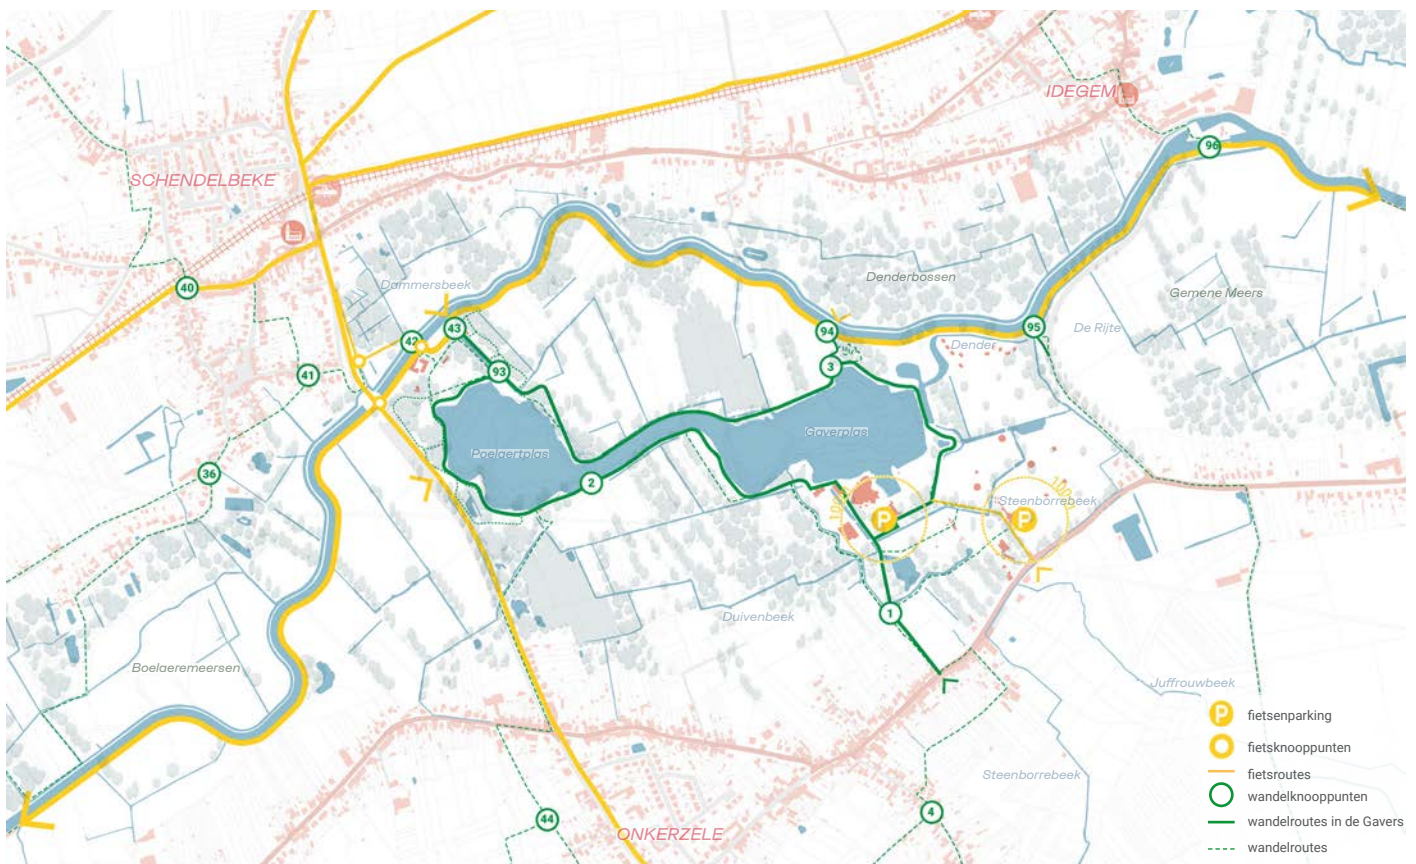 IDEGEM
96
SCHENDELBEKE
Denderbossen
Dammersbeek
40
Gemene Meers
43
94
95
De Rijte
42
Dender
3
93
41
Gaverplas
Poelaertplas
36
2
Steenborrebeek
100m
P
P
1
Duivenbeek
Boelaeremeersen
Juffrouwbeek
P
fietsenparking
fietsknooppunten
Steenborrebeek
fietsroutes
wandelknooppunten
4
44
wandelroutes in de Gavers
ONKERZELE
wandelroutes